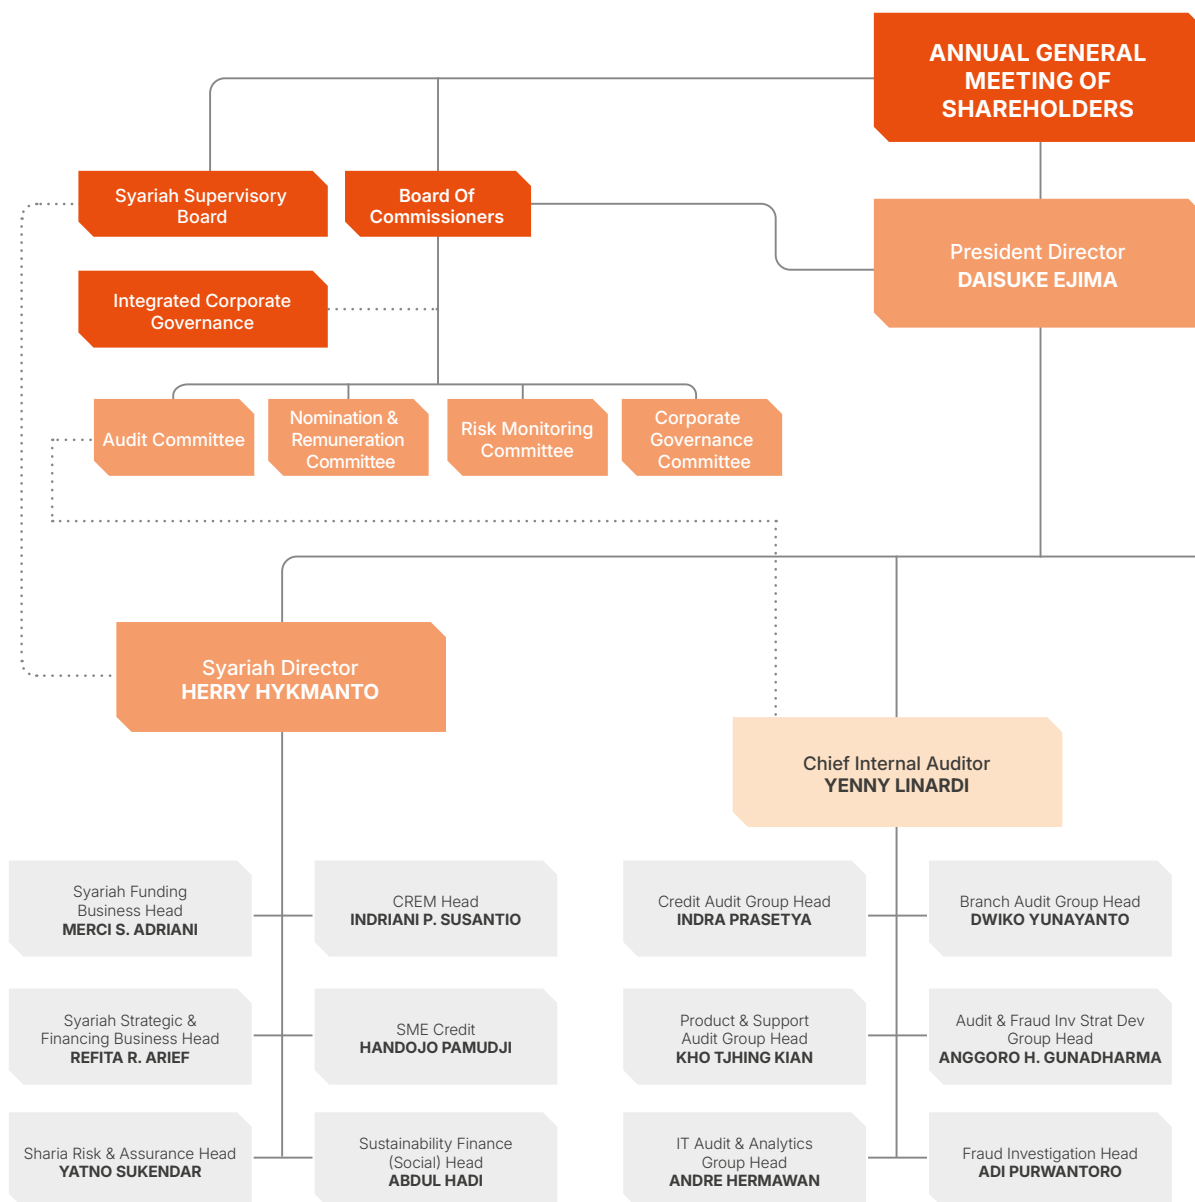 ANNUAL GENERAL
MEETING OF
SHAREHOLDERS
Syariah Supervisory
Board
Board Of
Commissioners
President Director
DAISUKE EJIMA
Integrated Corporate
Governance
Audit Committee
Nomination &
Remuneration
Committee
Risk Monitoring
Committee
Corporate
Governance
Committee
Syariah Director
HERRY HYKMANTO
Chief Internal Auditor
YENNY LINARDI
Syariah Funding
Business Head
MERCI S. ADRIANI
CREM Head
INDRIANI P. SUSANTIO
Credit Audit Group Head
INDRA PRASETYA
Branch Audit Group Head
DWIKO YUNAYANTO
Syariah Strategic &
Financing Business Head
REFITA R. ARIEF
SME Credit
HANDOJO PAMUDJI
Product & Support
Audit Group Head
KHO TJHING KIAN
Audit & Fraud Inv Strat Dev
Group Head
ANGGORO H. GUNADHARMA
Sharia Risk & Assurance Head
YATNO SUKENDAR
Sustainability Finance
(Social) Head
ABDUL HADI
IT Audit & Analytics
Group Head
ANDRE HERMAWAN
Fraud Investigation Head
ADI PURWANTORO